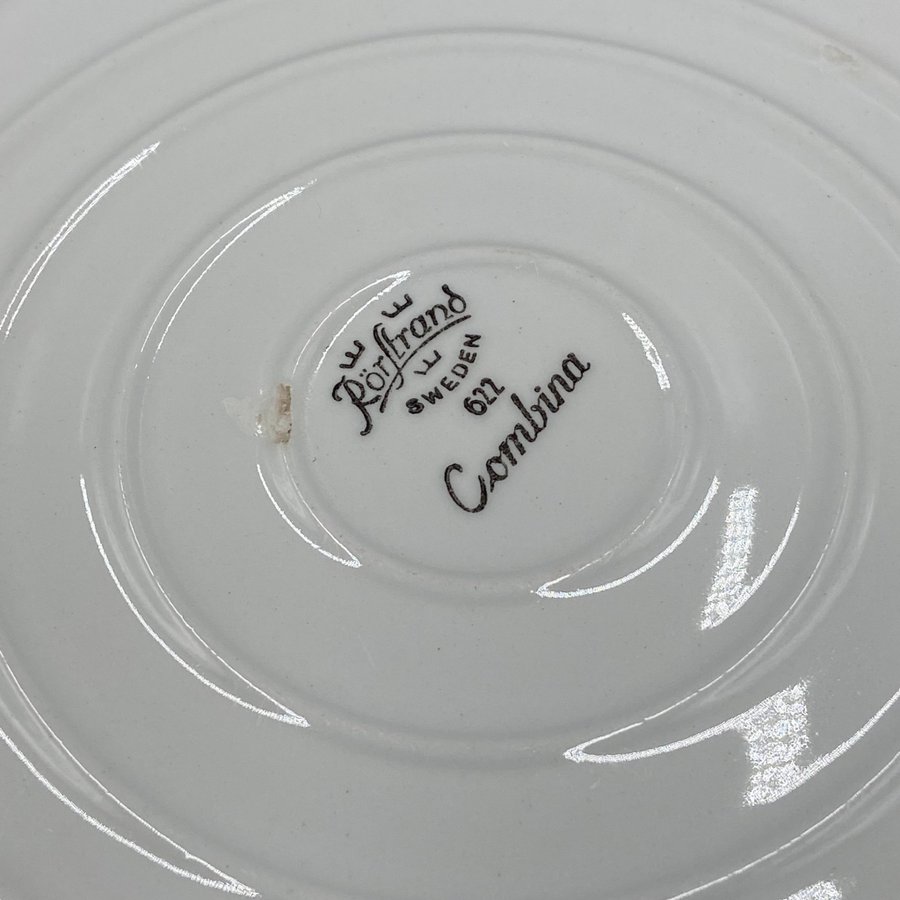 Rörstrand
SWEDEN
622
Combina